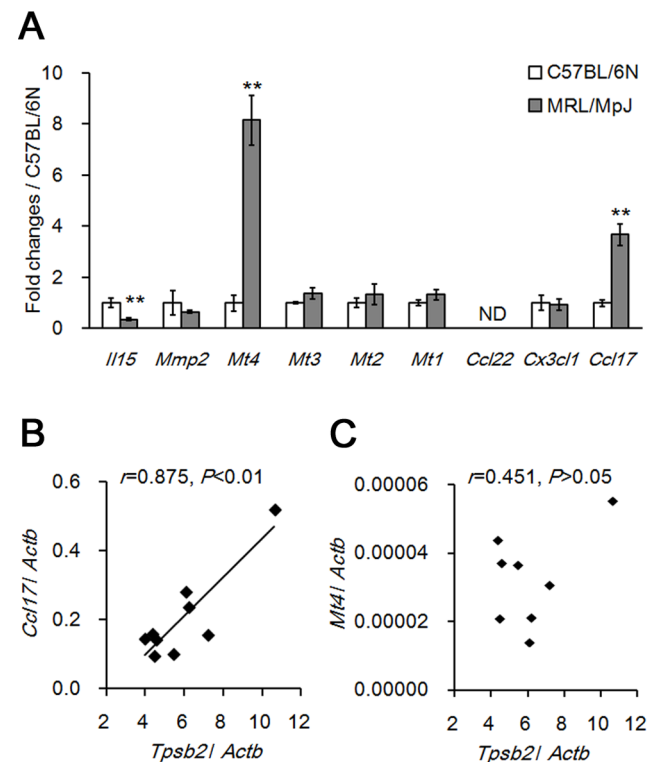 A
Fold changes / C57BL/6N
10
8
6
4
2
0
C57BL/6N
MRL/MpJ
**
**
**
ND
Il15 Mmp2 Mt4 Mt3 Mt2 Mt1 Ccl22 Cx3cl1 Ccl17
B
r=0.875, P<0.01
Ccl17/ Actb
0.6
0.4
0.2
0.0
2 4 6 8 10 12
Tpsb2/ Actb
C
r=0.451, P>0.05
Mt4/ Actb
0.00006
0.00004
0.00002
0.00000
2 4 6 8 10 12
Tpsb2/ Actb